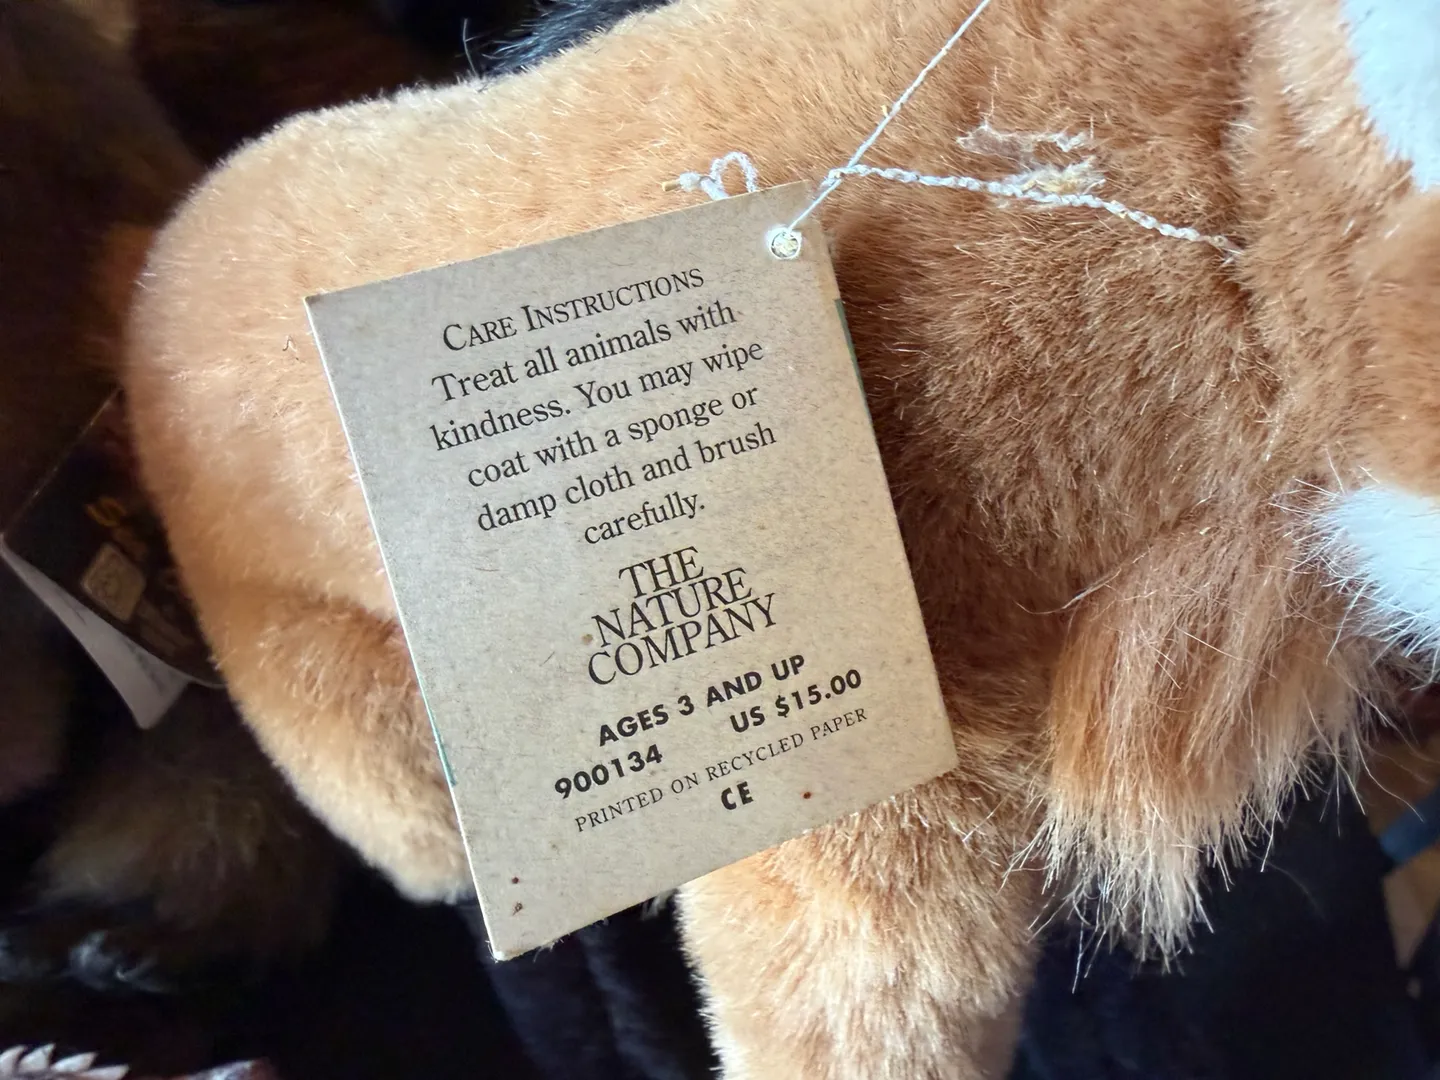 CARE INSTRUCTIONS
Treat all animals with
kindness. You may wipe
coat with a sponge or
damp cloth and brush
carefully.
THE
NATURE
COMPANY
AGES 3 AND UP
900134 US $15.00
PRINTED ON RECYCLED PAPER
CE